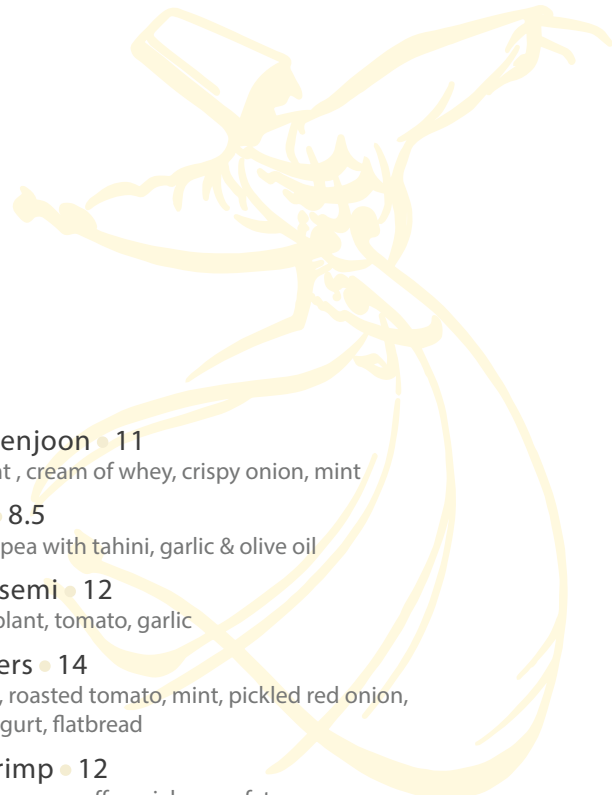 enjoon • 11
t , cream of whey, crispy onion, mint
8.5
pea with tahini, garlic & olive oil
semi • 12
plant, tomato, garlic
ers • 14
, roasted tomato, mint, pickled red onion,
gurt, flatbread
rimp • 12